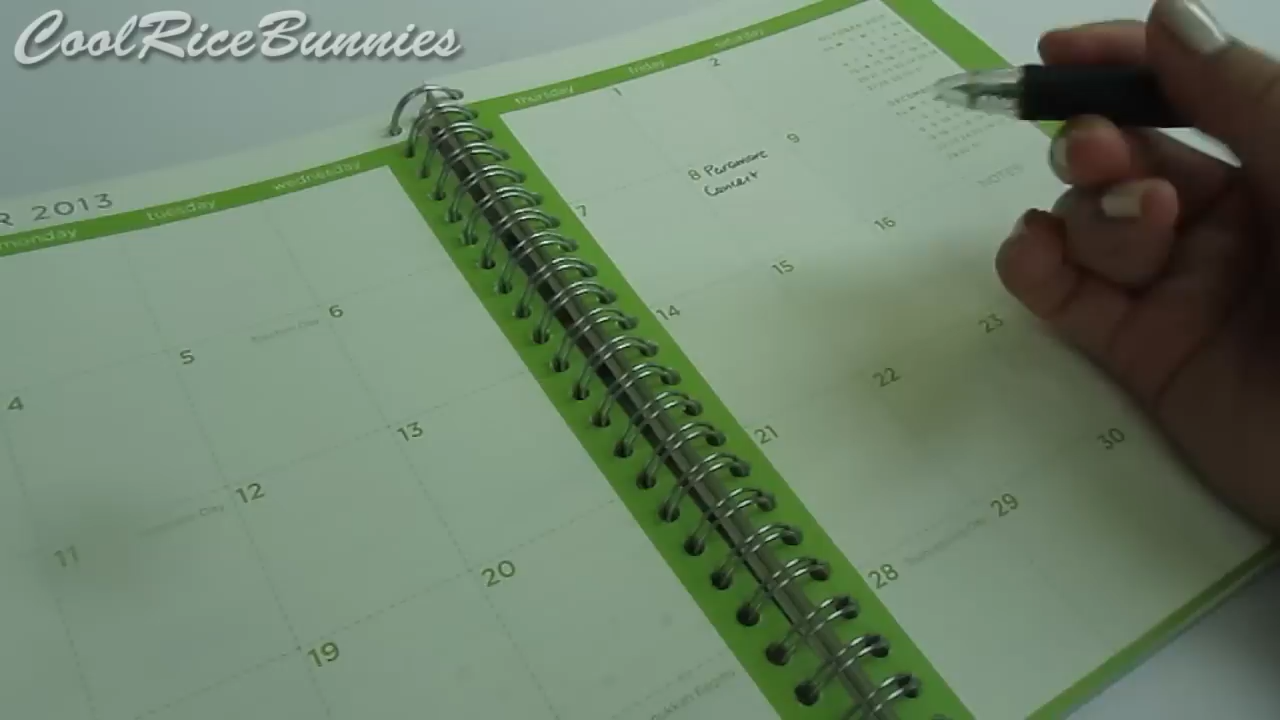 CoolRiceBunnies
R 2013
monday
tuesday
wednesday
thursday
friday
saturday
1
2
4
5
6
7
8 Paramore
Concert
9
11
12
13
14
15
16
19
20
21
22
23
28
29
30
NOTES